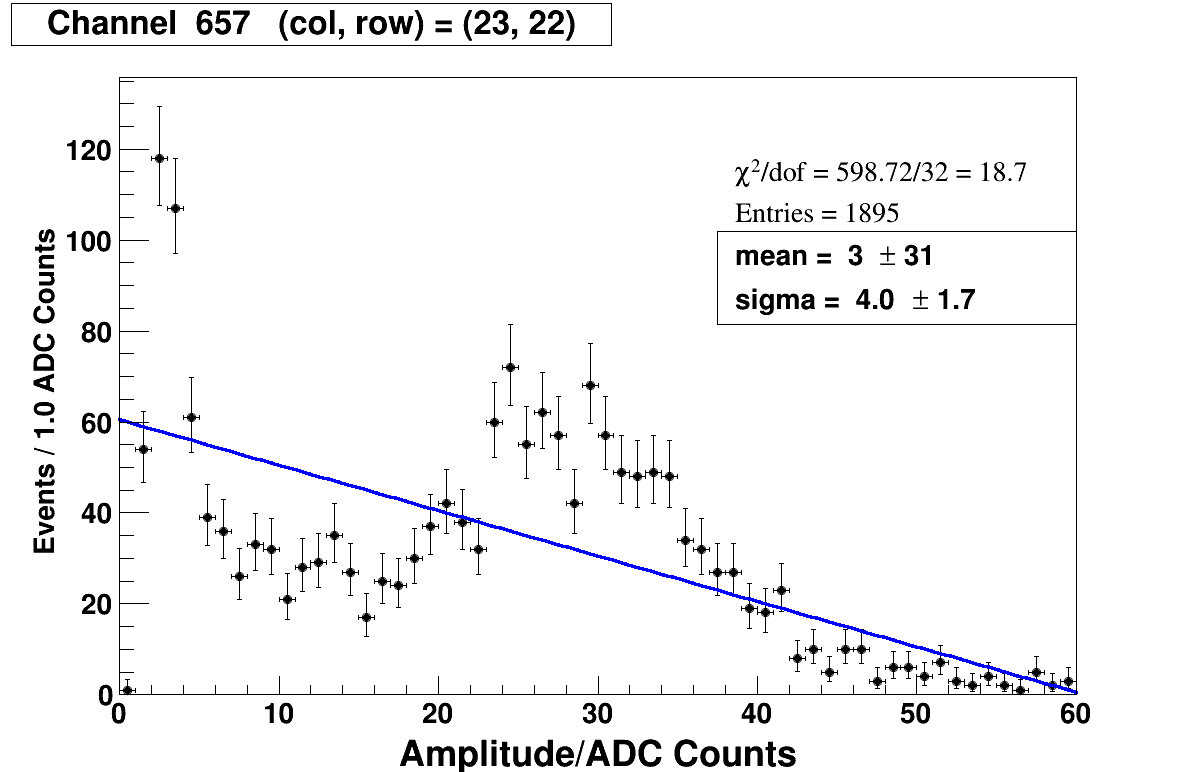 Channel 657 (col, row) = (23, 22)
120
100
80
60
40
20
0
Events / 1.0 ADC Counts
χ²/dof = 598.72/32 = 18.7
Entries = 1895
mean = 3 ± 31
sigma = 4.0 ± 1.7
0 10 20 30 40 50 60
Amplitude/ADC Counts